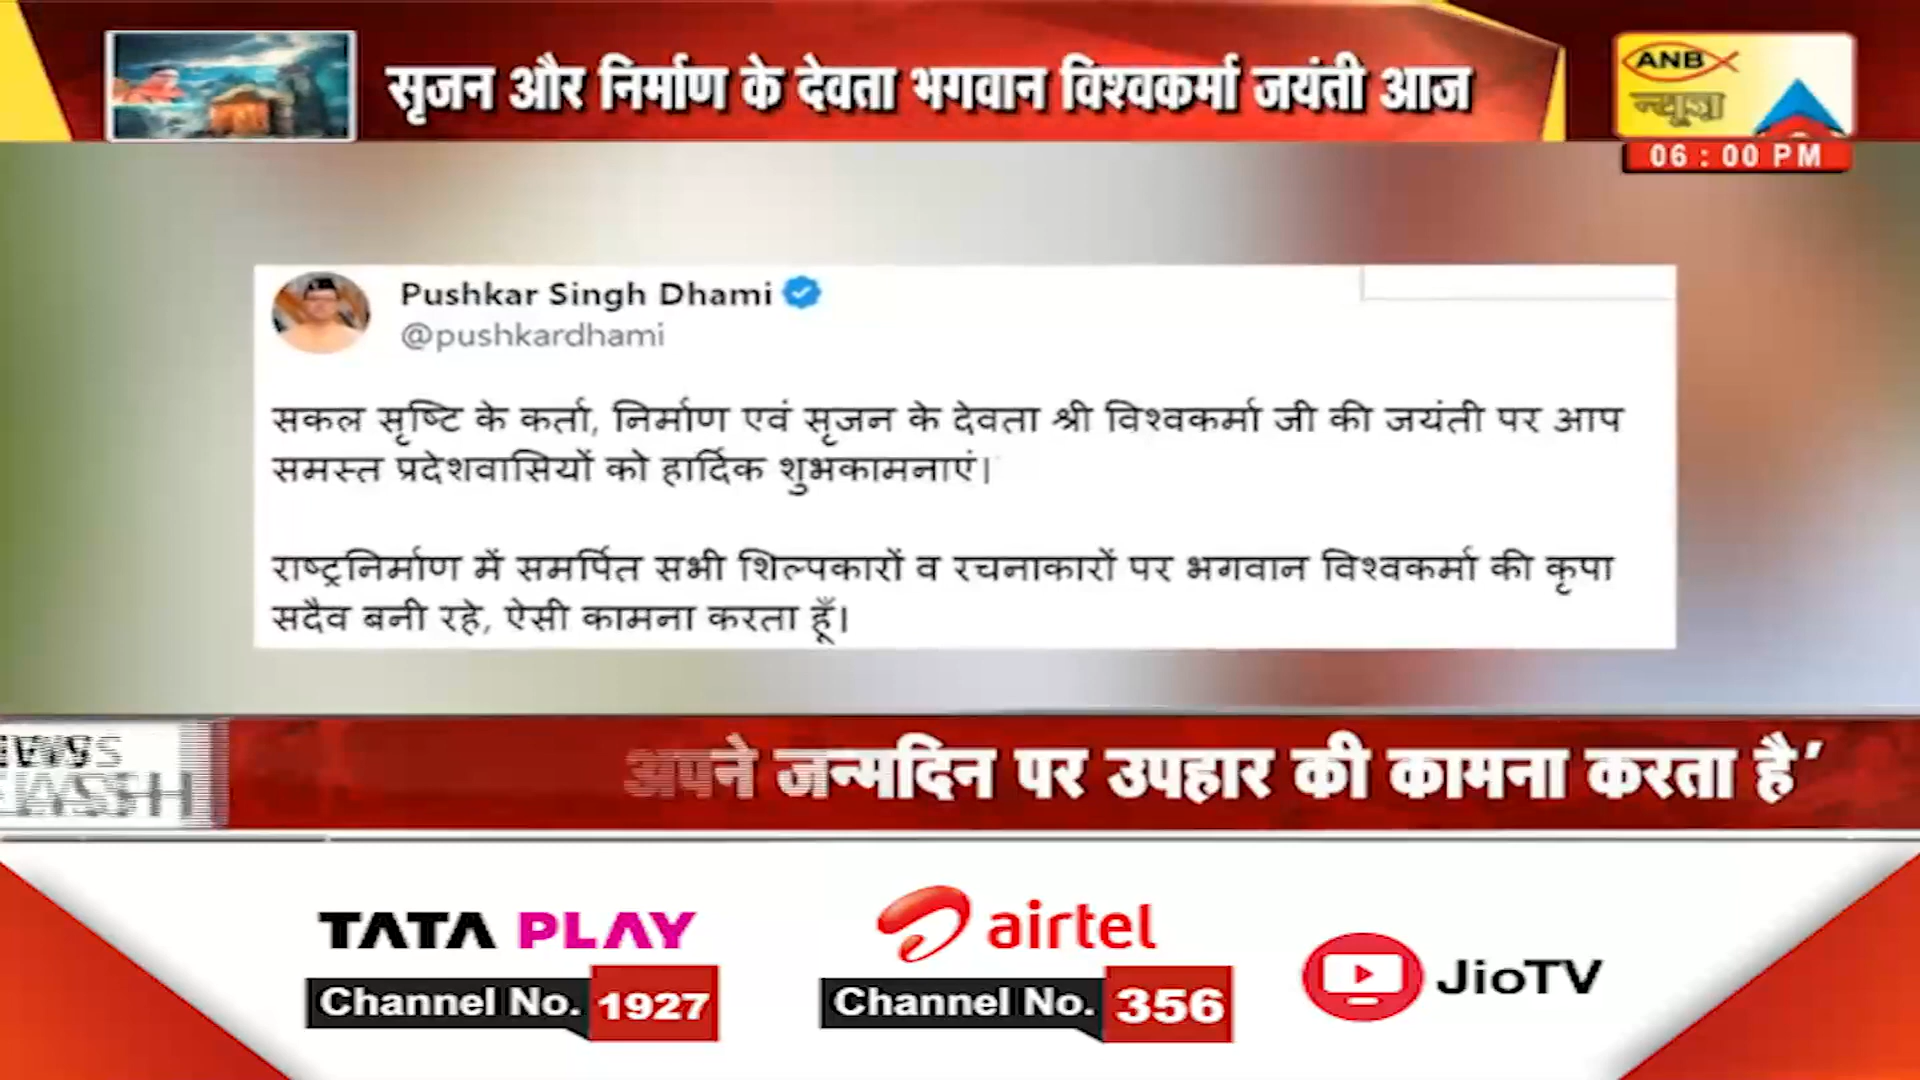 सृजन और निर्माण के देवता भगवान विश्वकर्मा जयंती आज
ANB
न्यूज़
06 : 00 PM
Pushkar Singh Dhami
@pushkardhami
सकल सृष्टि के कर्ता, निर्माण एवं सृजन के देवता श्री विश्वकर्मा जी की जयंती पर आप
समस्त प्रदेशवासियों को हार्दिक शुभकामनाएं।
राष्ट्रनिर्माण में समर्पित सभी शिल्पकारों व रचनाकारों पर भगवान विश्वकर्मा की कृपा
सदैव बनी रहे, ऐसी कामना करता हूँ।
अपने जन्मदिन पर उपहार की कामना करता है’
TATA PLAY
Channel No. 1927
airtel
Channel No. 356
JioTV